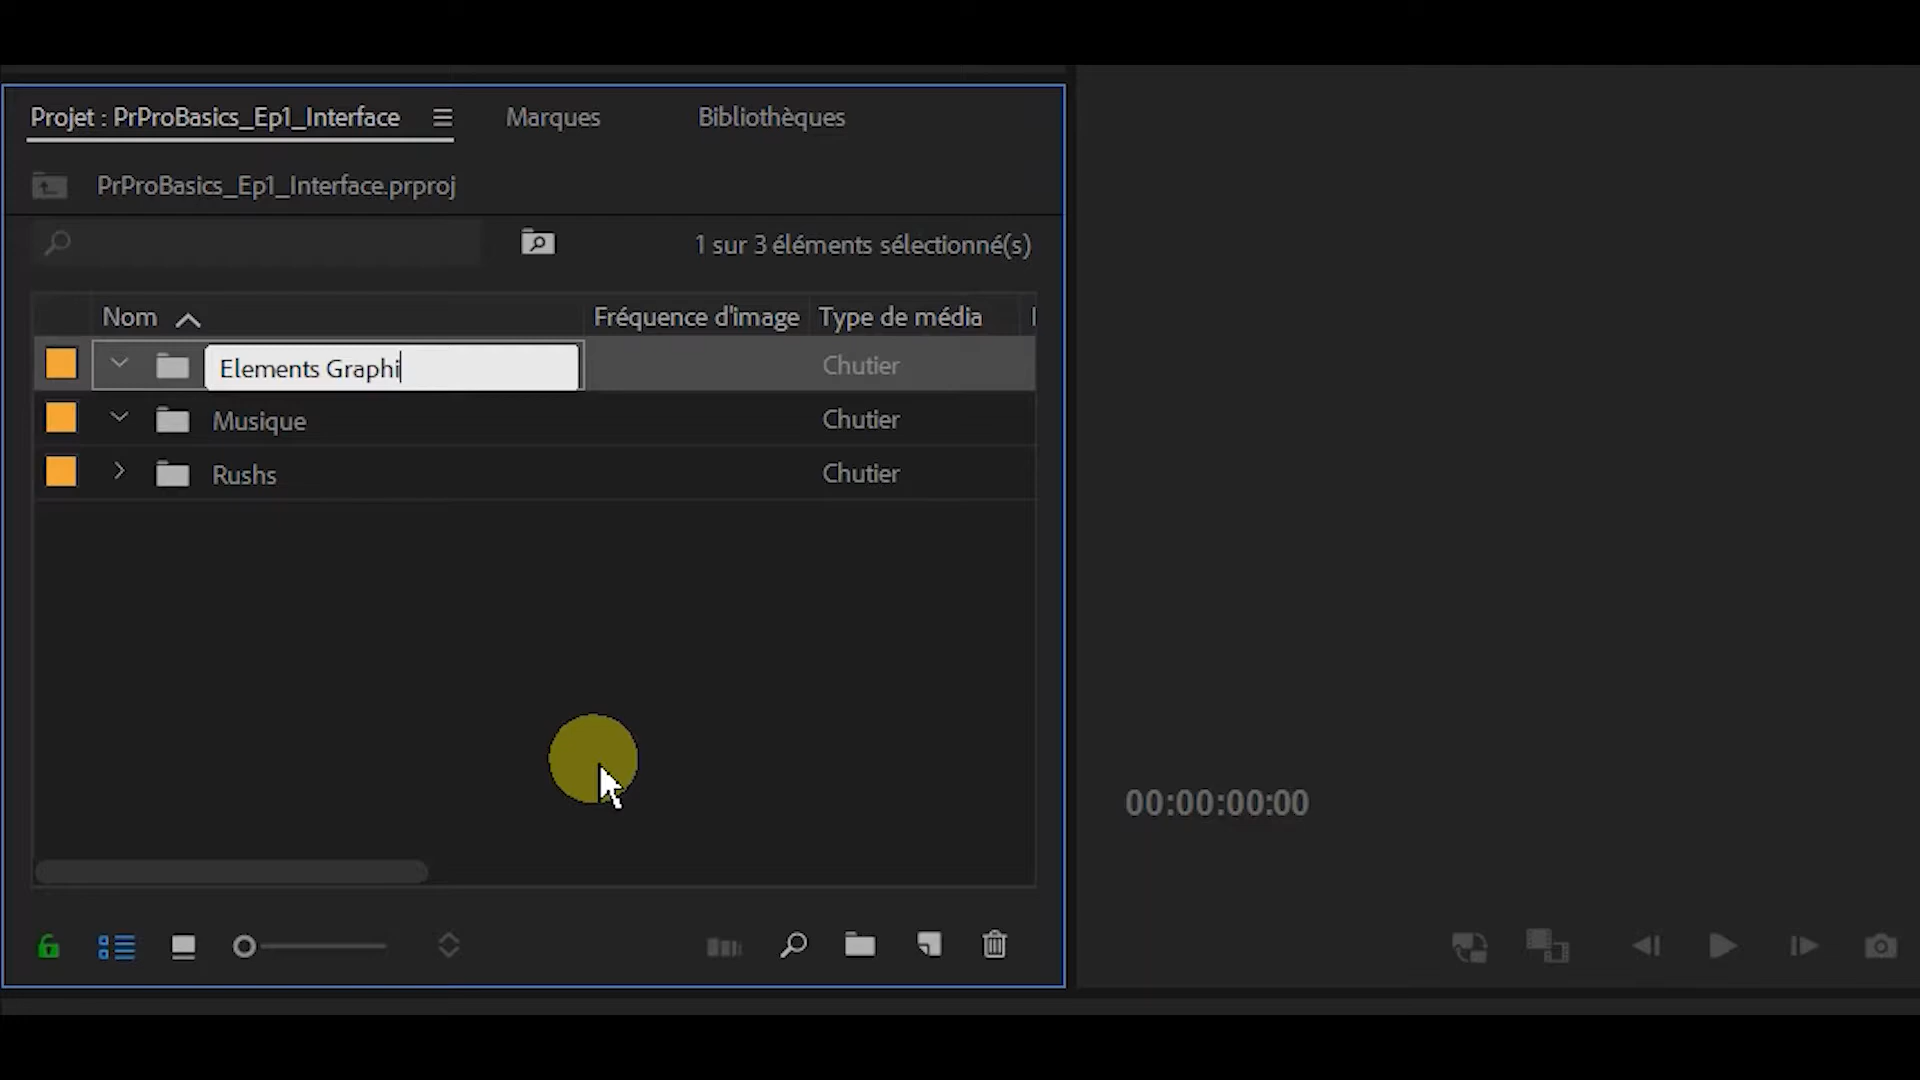 Projet : PrProBasics_Ep1_Interface Marques Bibliothèques
PrProBasics_Ep1_Interface.prproj
1 sur 3 éléments sélectionné(s)
Nom Fréquence d'image Type de média
Elements Graphi Chutier
Musique Chutier
Rushs Chutier
00:00:00:00